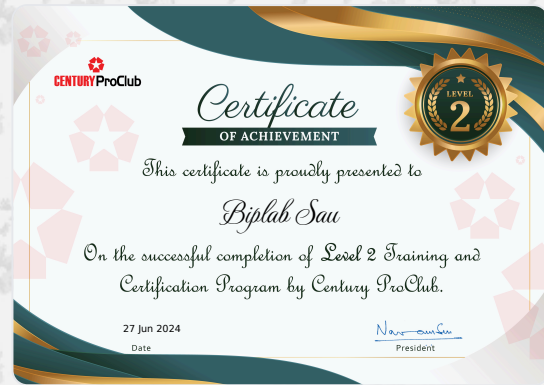 CENTURY ProClub
LEVEL
2
Certificate
OF ACHIEVEMENT
This certificate is proudly presented to
Biplab Sau
On the successful completion of Level 2 Training and
Certification Program by Century ProClub.
27 Jun 2024
Date
President